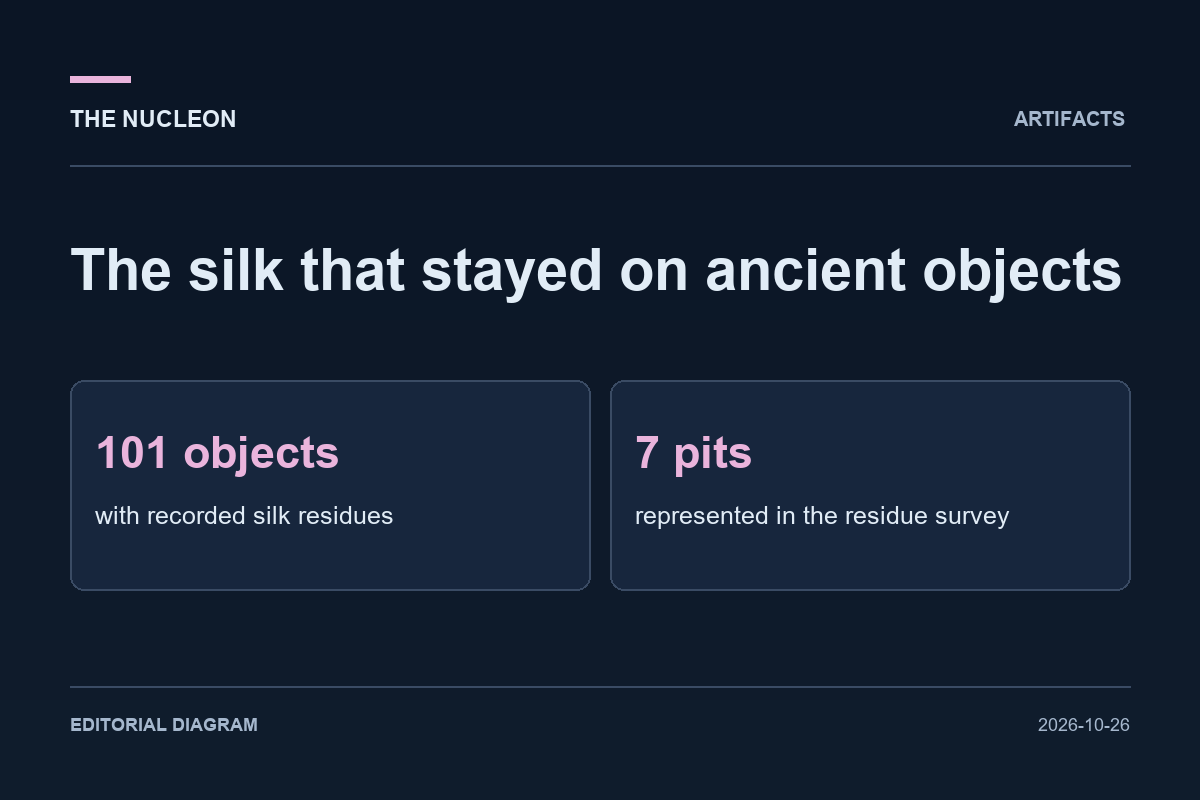 THE NUCLEON
ARTIFACTS
The silk that stayed on ancient objects
101 objects
with recorded silk residues
7 pits
represented in the residue survey
EDITORIAL DIAGRAM
2026-10-26